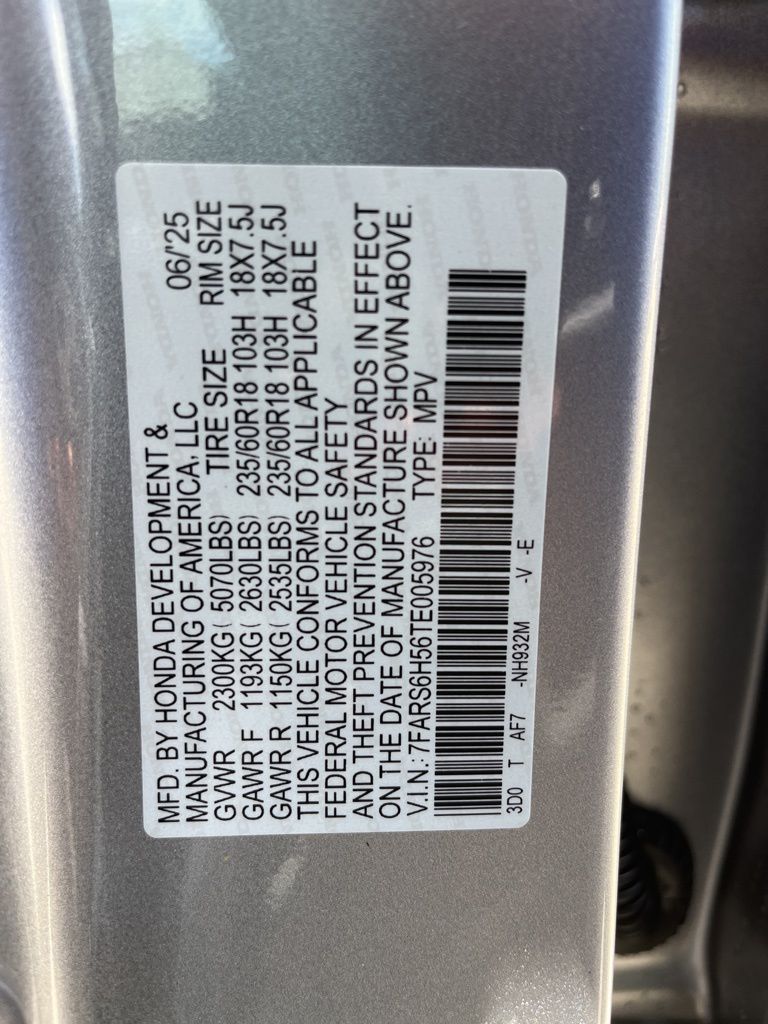 MFD. BY HONDA DEVELOPMENT &
MANUFACTURING OF AMERICA, LLC 06/'25
GVWR 2300KG( 5070LBS) TIRE SIZE RIM SIZE
GAWR F 1193KG( 2630LBS) 235/60R18 103H 18X7.5J
GAWR R 1150KG( 2535LBS) 235/60R18 103H 18X7.5J
THIS VEHICLE CONFORMS TO ALL APPLICABLE
FEDERAL MOTOR VEHICLE SAFETY
AND THEFT PREVENTION STANDARDS IN EFFECT
ON THE DATE OF MANUFACTURE SHOWN ABOVE.
V.I.N.: 7FARS6H56TE005976 TYPE: MPV
3D0 T AF7 -NH932M -V -E